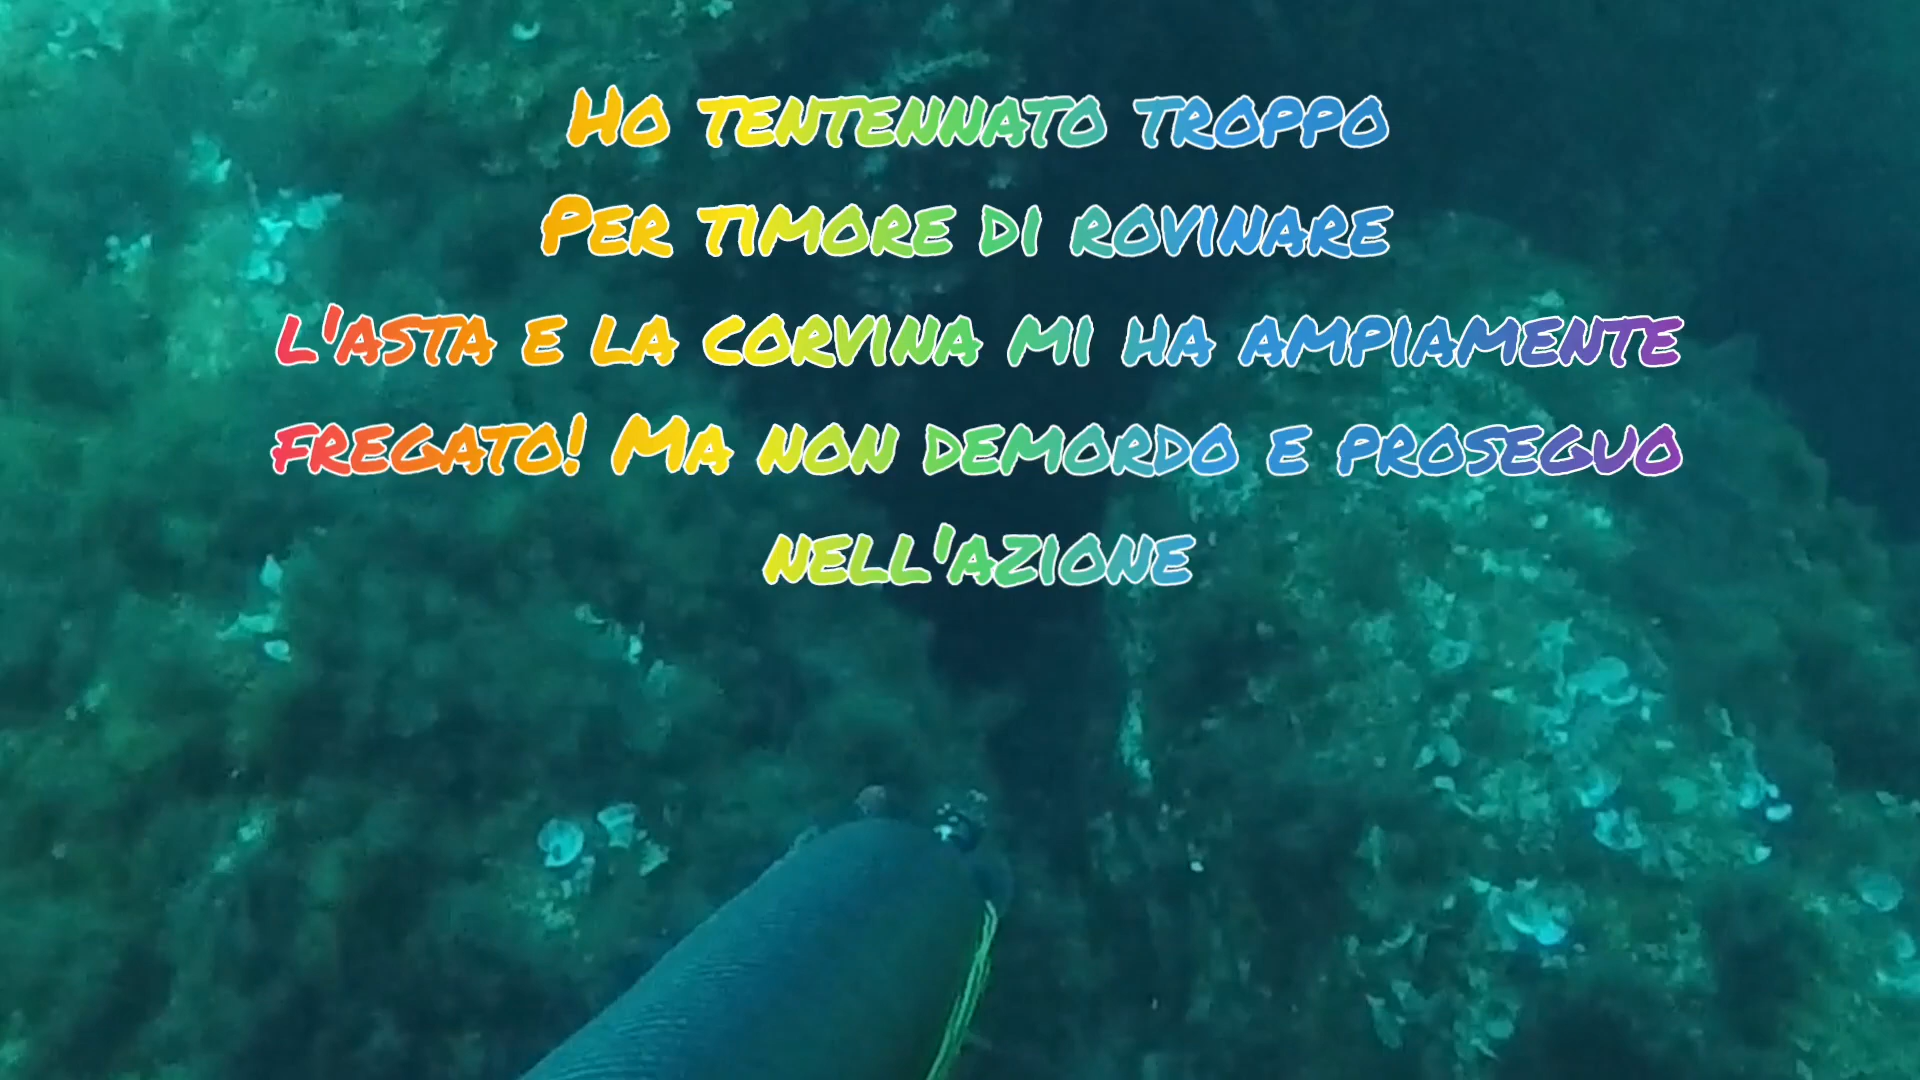 Ho tentennato troppo
Per timore di rovinare
l'asta e la corvina mi ha ampiamente
fregato! Ma non demordo e proseguo
nell'azione